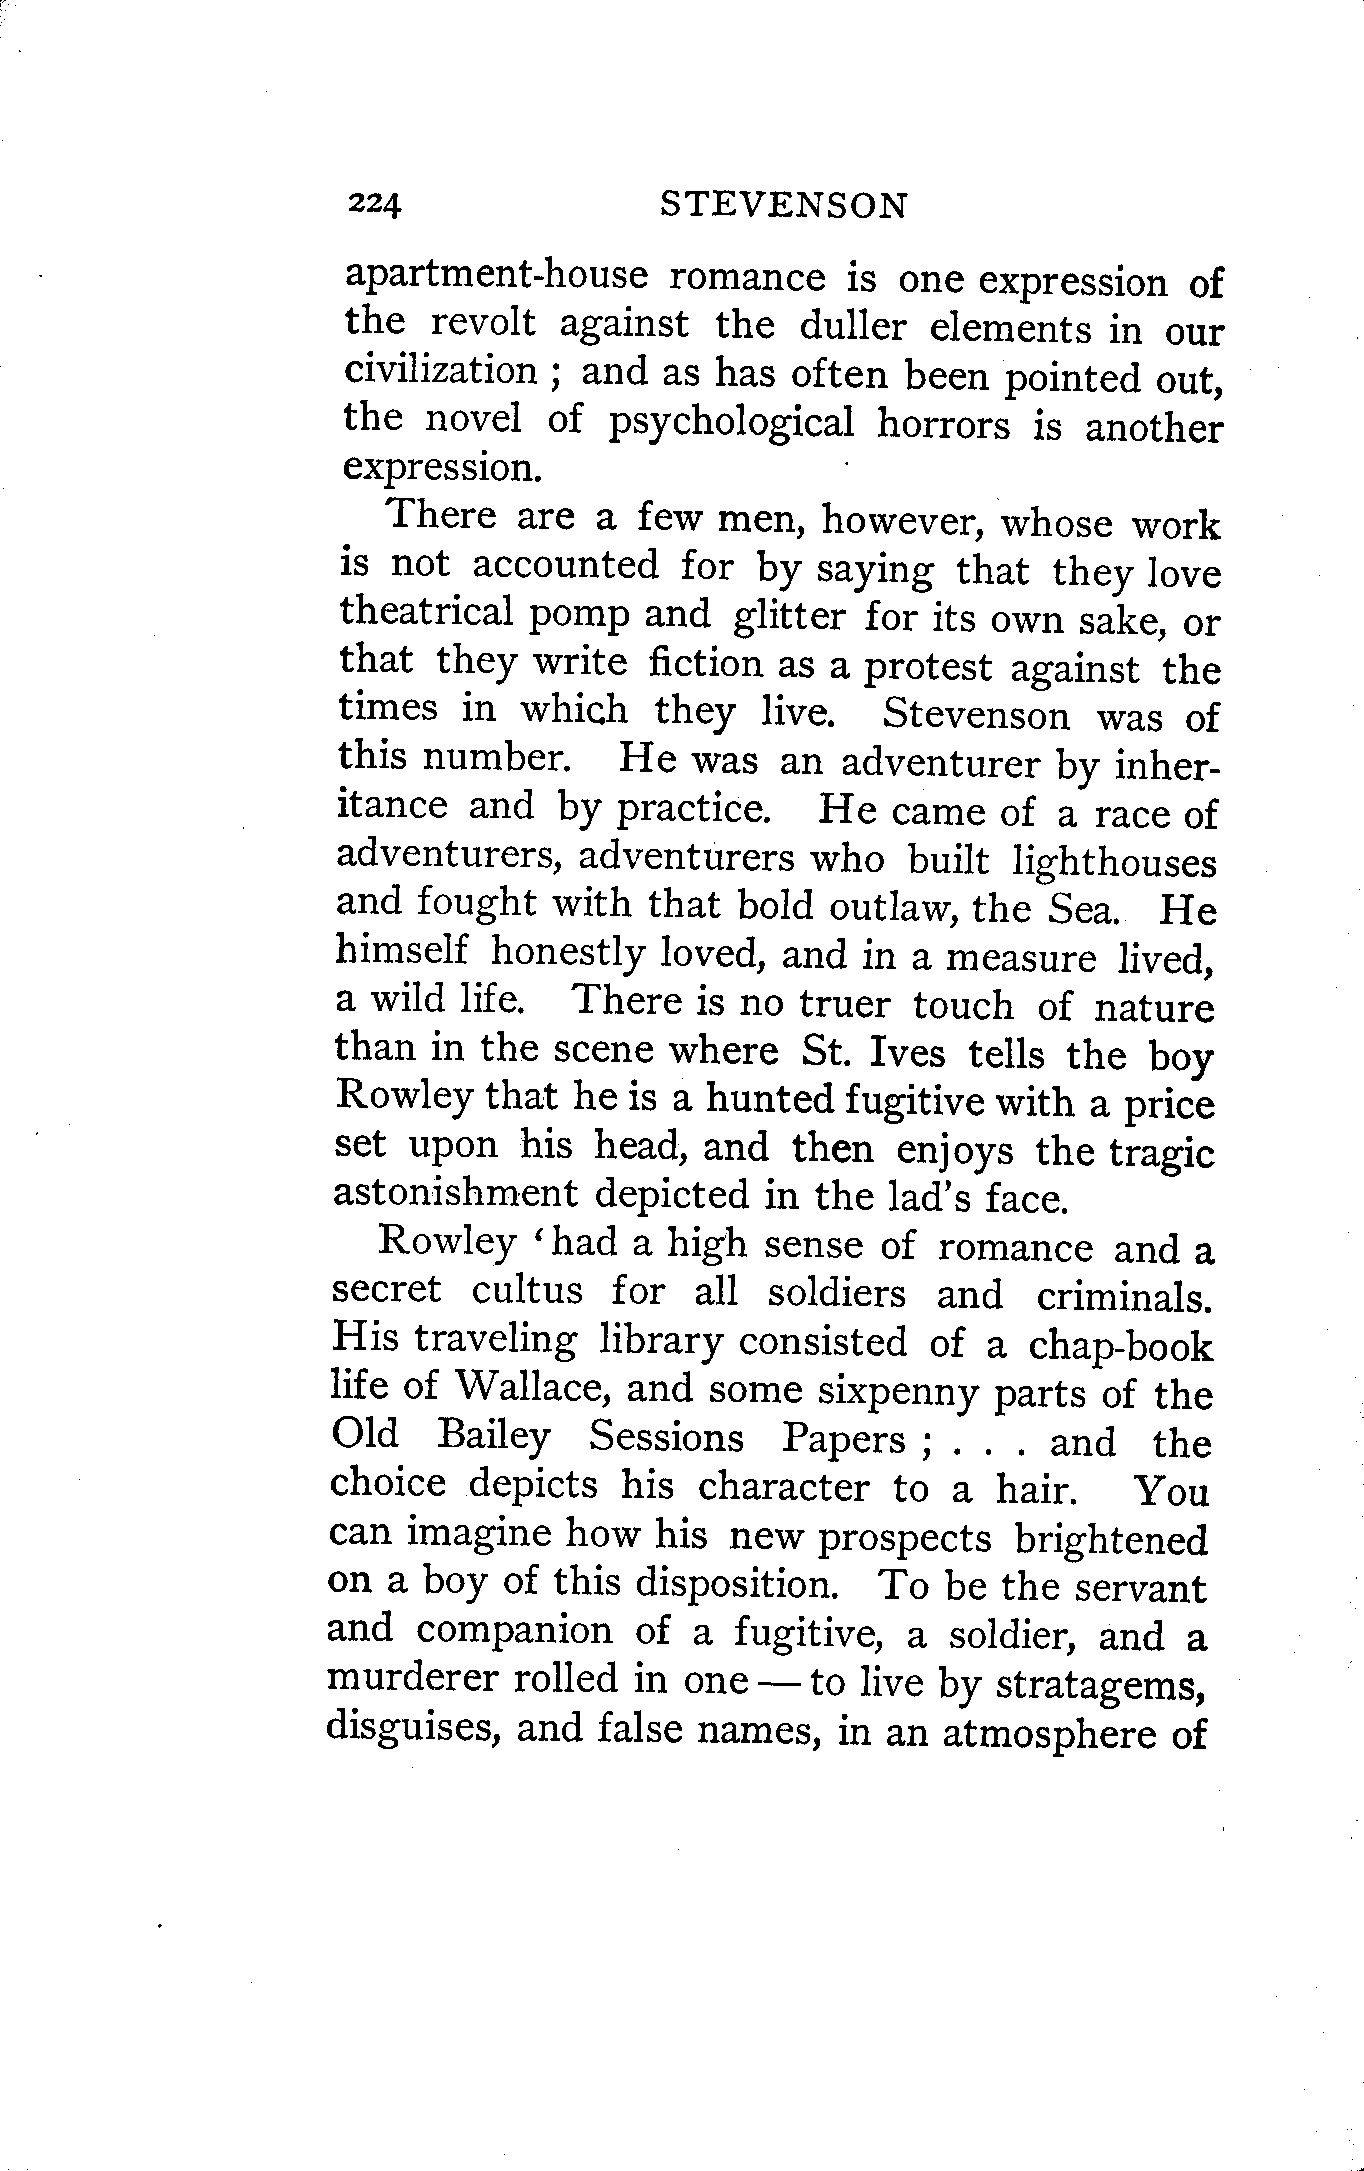 224 STEVENSON
apartment-house romance is one expression of
the revolt against the duller elements in our
civilization ; and as has often been pointed out,
the novel of psychological horrors is another
expression.
There are a few men, however, whose work
is not accounted for by saying that they love
theatrical pomp and glitter for its own sake, or
that they write fiction as a protest against the
times in which they live. Stevenson was of
this number. He was an adventurer by inher-
itance and by practice. He came of a race of
adventurers, adventurers who built lighthouses
and fought with that bold outlaw, the Sea. He
himself honestly loved, and in a measure lived,
a wild life. There is no truer touch of nature
than in the scene where St. Ives tells the boy
Rowley that he is a hunted fugitive with a price
set upon his head, and then enjoys the tragic
astonishment depicted in the lad's face.
Rowley ‘had a high sense of romance and a
secret cultus for all soldiers and criminals.
His traveling library consisted of a chap-book
life of Wallace, and some sixpenny parts of the
Old Bailey Sessions Papers ; . . . and the
choice depicts his character to a hair. You
can imagine how his new prospects brightened
on a boy of this disposition. To be the servant
and companion of a fugitive, a soldier, and a
murderer rolled in one — to live by stratagems,
disguises, and false names, in an atmosphere of